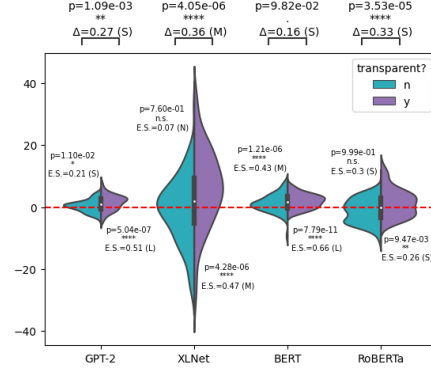 p=1.09e-03 p=4.05e-06 p=9.82e-02 p=3.53e-05
** **** . ****
Δ=0.27 (S) Δ=0.36 (M) Δ=0.16 (S) Δ=0.33 (S)
transparent?
n
y
40
20
0
−20
−40
p=1.10e-02
*
E.S.=0.21 (S)
p=5.04e-07
****
E.S.=0.51 (L)
p=7.60e-01
n.s.
E.S.=0.07 (N)
p=4.28e-06
****
E.S.=0.47 (M)
p=1.21e-06
****
E.S.=0.43 (M)
p=7.79e-11
****
E.S.=0.66 (L)
p=9.99e-01
n.s.
E.S.=0.3 (S)
p=9.47e-03
**
E.S.=0.26 (S)
GPT-2 XLNet BERT RoBERTa